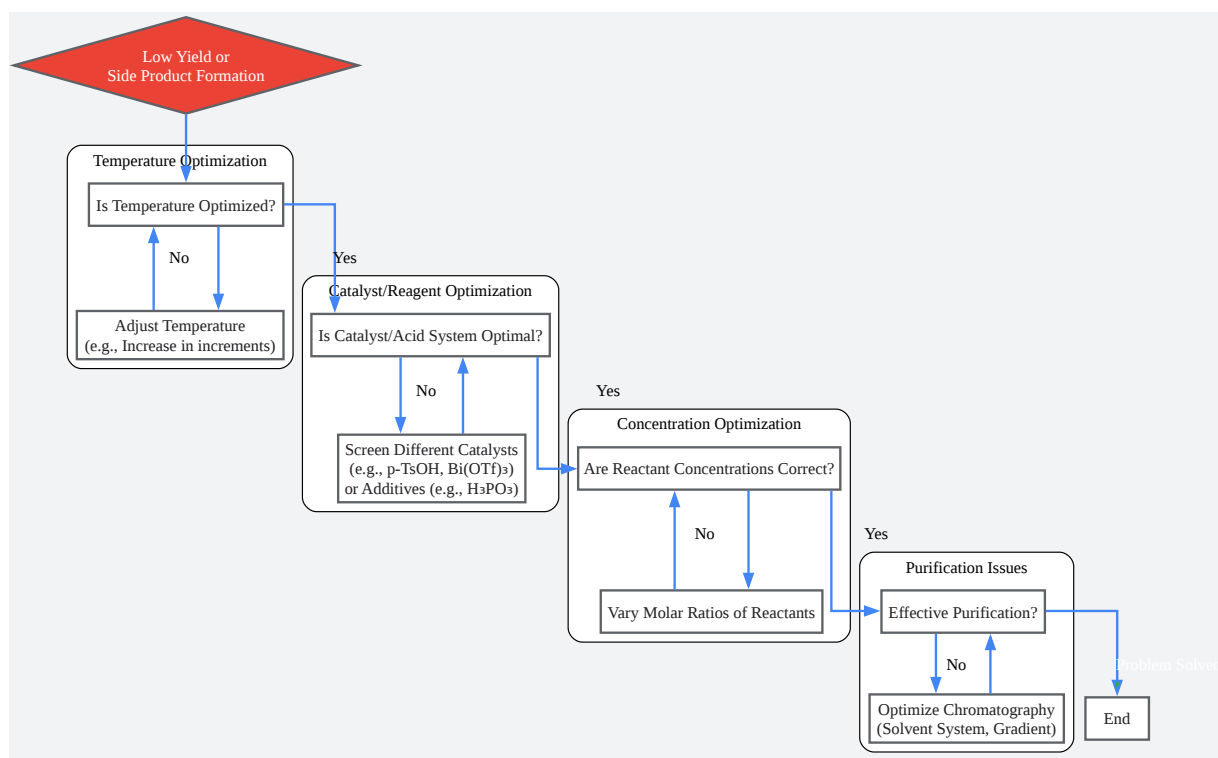 Low Yield or
Side Product Formation
Temperature Optimization
Is Temperature Optimized?
No
Adjust Temperature
(e.g., Increase in increments)
Yes
Catalyst/Reagent Optimization
Is Catalyst/Acid System Optimal?
No
Screen Different Catalysts
(e.g., p-TsOH, Bi(OTf)₃)
or Additives (e.g., H₃PO₃)
Yes
Concentration Optimization
Are Reactant Concentrations Correct?
No
Vary Molar Ratios of Reactants
Yes
Purification Issues
Effective Purification?
No
Optimize Chromatography
(Solvent System, Gradient)
Problem Solve
End